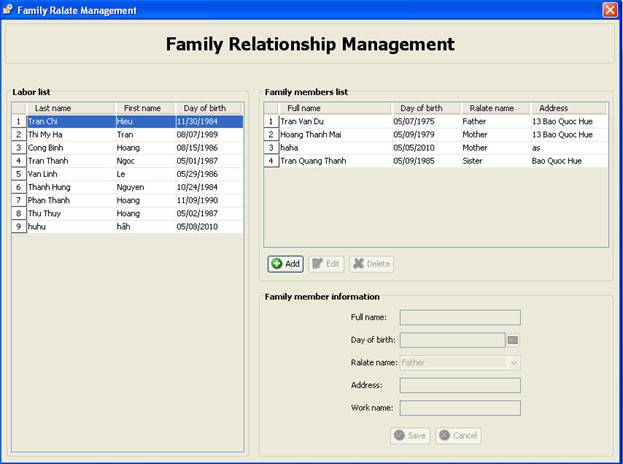 Family Ralate Management
Family Relationship Management
Labor list
Last name First name Day of birth
1 Tran Chi Hieu 11/30/1984
2 Thi My Ha Tran 08/07/1989
3 Cong Binh Hoang 08/15/1986
4 Tran Thanh Ngoc 05/01/1987
5 Van Linh Le 05/29/1986
6 Thanh Hung Nguyen 10/24/1984
7 Phan Thanh Hoang 11/09/1990
8 Thu Thuy Hoang 05/02/1987
9 huhu hâh 05/08/2010
Family members list
Full name Day of birth Ralate name Address
1 Tran Van Du 05/07/1975 Father 13 Bao Quoc Hue
2 Hoang Thanh Mai 05/09/1979 Mother 13 Bao Quoc Hue
3 haha 05/05/2010 Mother as
4 Tran Quang Thanh 05/09/1985 Sister Bao Quoc Hue
Add Edit Delete
Family member information
Full name:
Day of birth:
Ralate name: Father
Address:
Work name:
Save Cancel